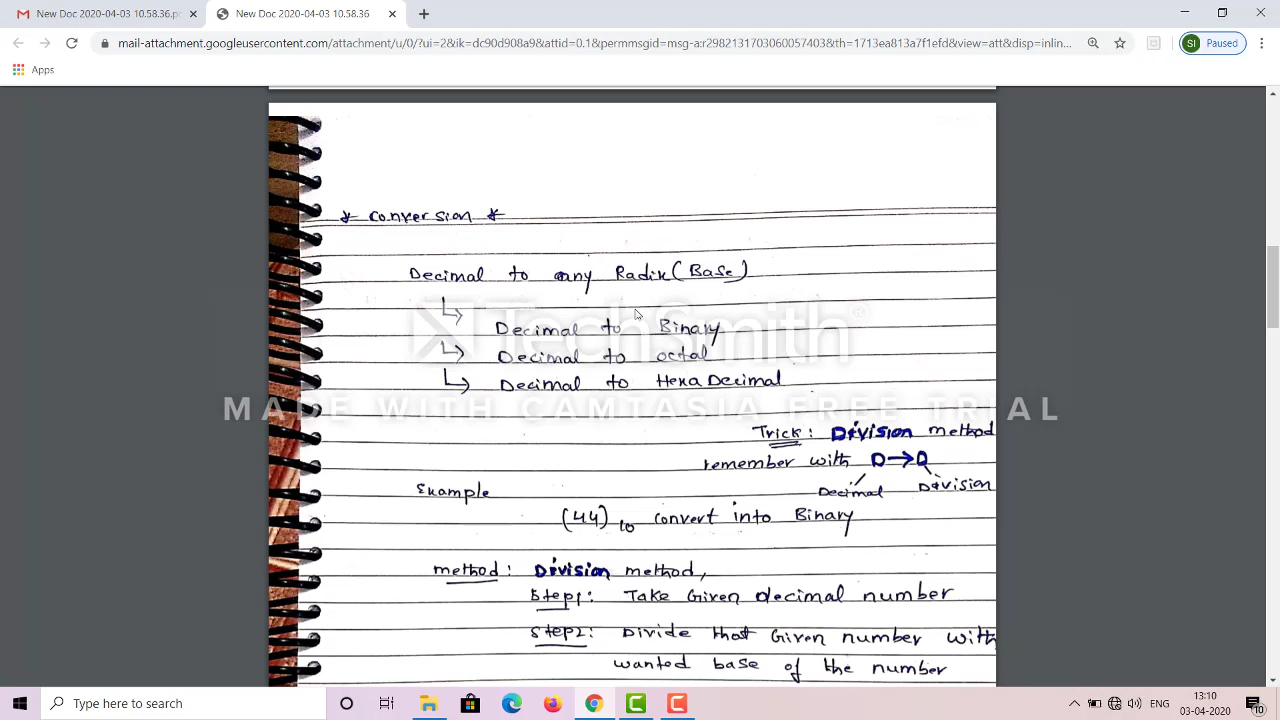 New Doc 2020-04-03 10.58.36.pc
New Doc 2020-04-03 10.58.36
mail-attachment.googleusercontent.com/attachment/u/0/?ui=2&ik=dc90d908a9&attid=0.1&permmsgid=msg-ar2982131703060057403&th=1713ea813a7f1efd&view=att&disp=inlin...
SI Paused
Apps
* Conversion *
Decimal to any Radix (Base)
Decimal to Binary
TechSmith®
Decimal to octal
Decimal to Hexa Decimal
MADE WITH CAMTASIA FREE TRIAL
Trick: Division method
remember with D→D
Decimal Division
Example
(44)10 convert into Binary
method: Division method
Step1: Take Given decimal number
Step2: Divide that Given number with
wanted base of the number
Type here to search
ENG
13:10
03-04-2020
10